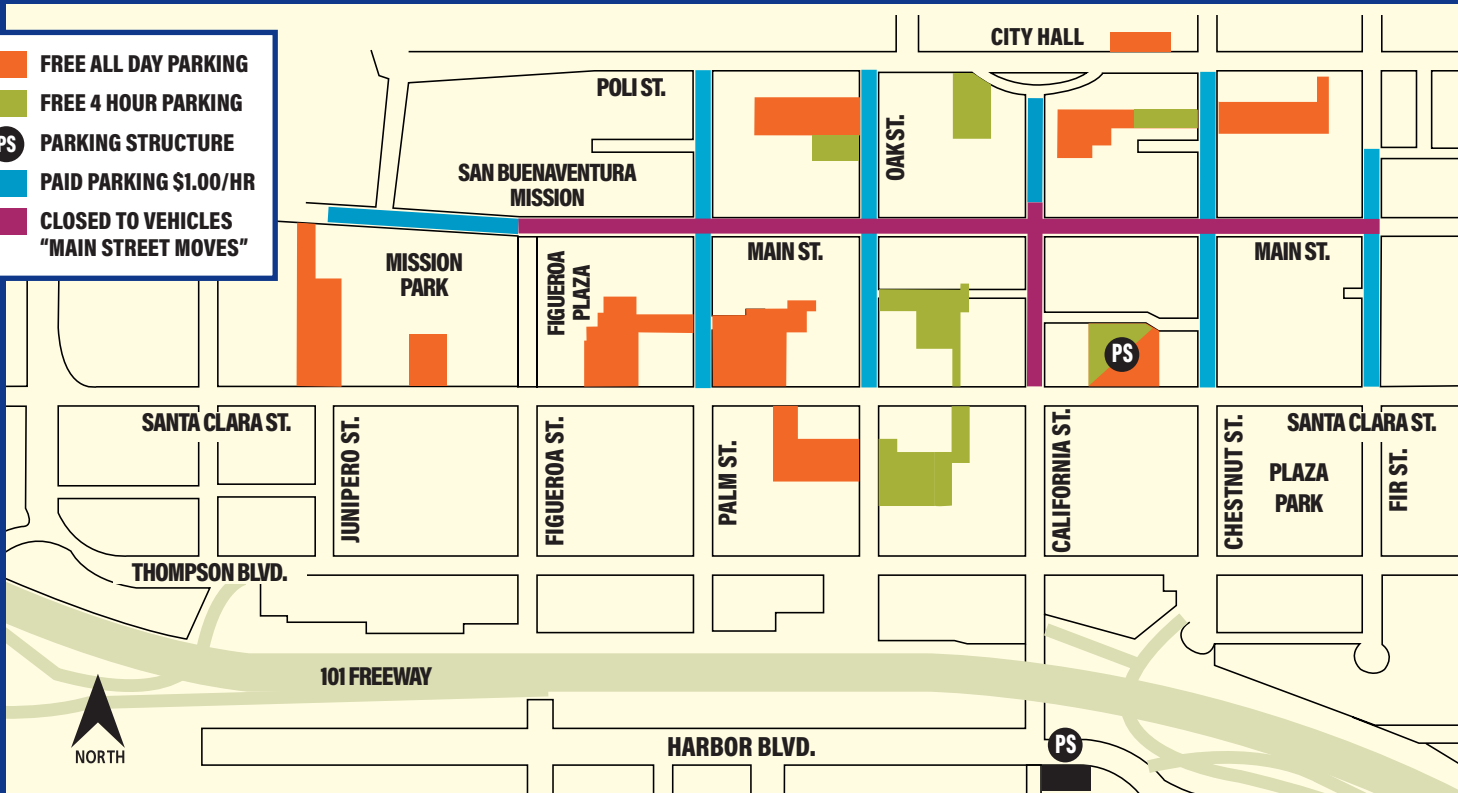 FREE ALL DAY PARKING
FREE 4 HOUR PARKING
PS
PARKING STRUCTURE
PAID PARKING $1.00/HR
CLOSED TO VEHICLES
“MAIN STREET MOVES”
CITY HALL
POLI ST.
OAK ST.
SAN BUENAVENTURA
MISSION
MISSION
PARK
FIGUEROA
PLAZA
MAIN ST.
MAIN ST.
PS
SANTA CLARA ST.
SANTA CLARA ST.
JUNIPERO ST.
FIGUEROA ST.
PALM ST.
CALIFORNIA ST.
CHESTNUT ST.
PLAZA
PARK
FIR ST.
THOMPSON BLVD.
101 FREEWAY
NORTH
HARBOR BLVD.
PS